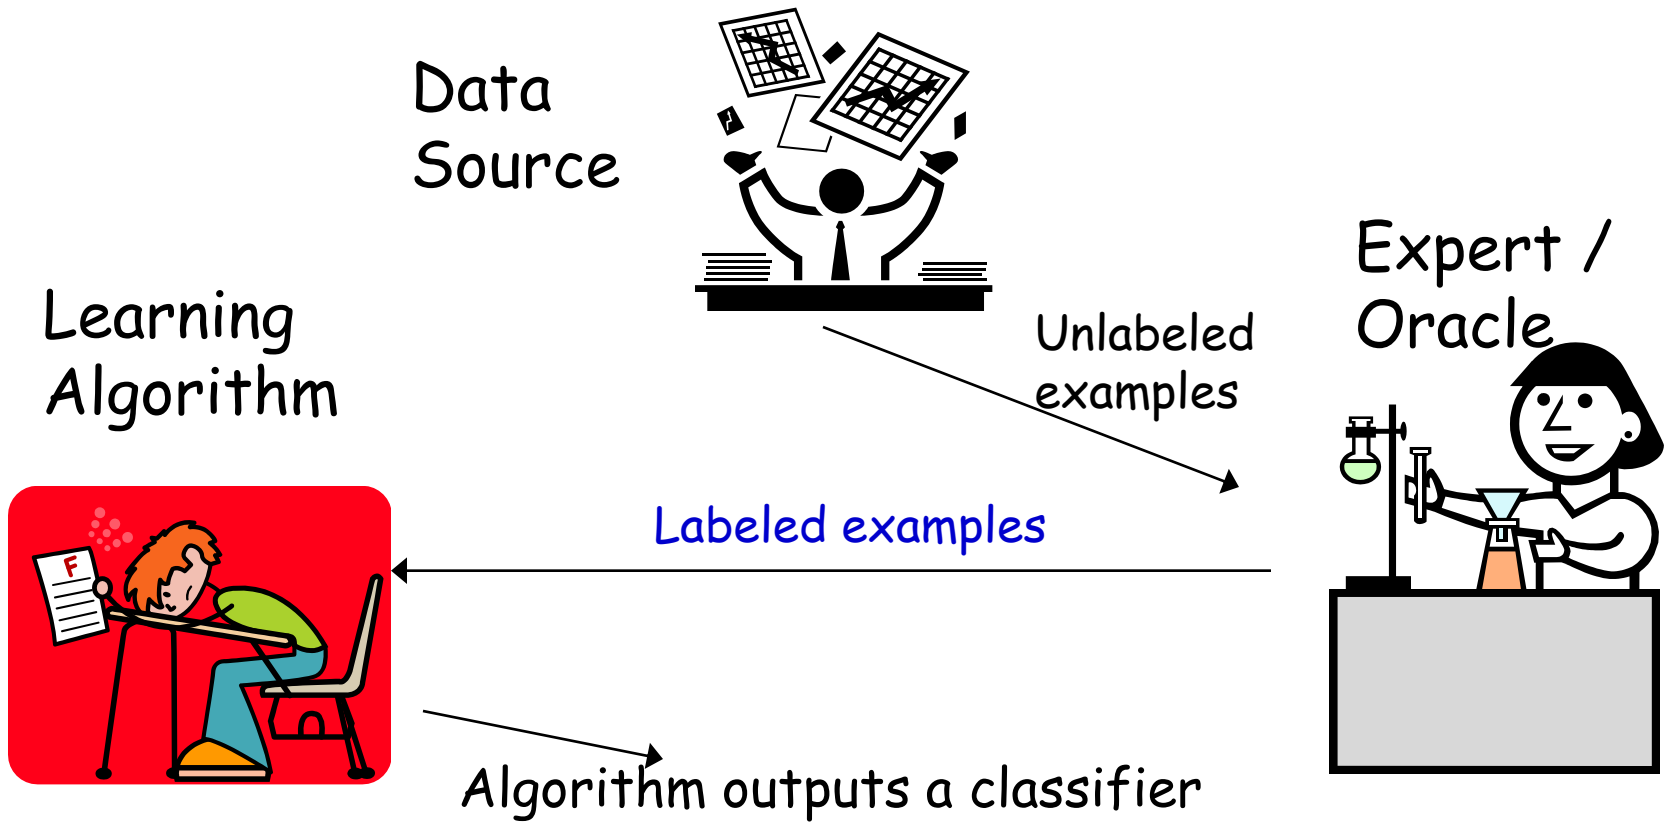 Data
Source
Expert /
Oracle
Learning
Algorithm
Unlabeled
examples
Labeled examples
F
Algorithm outputs a classifier